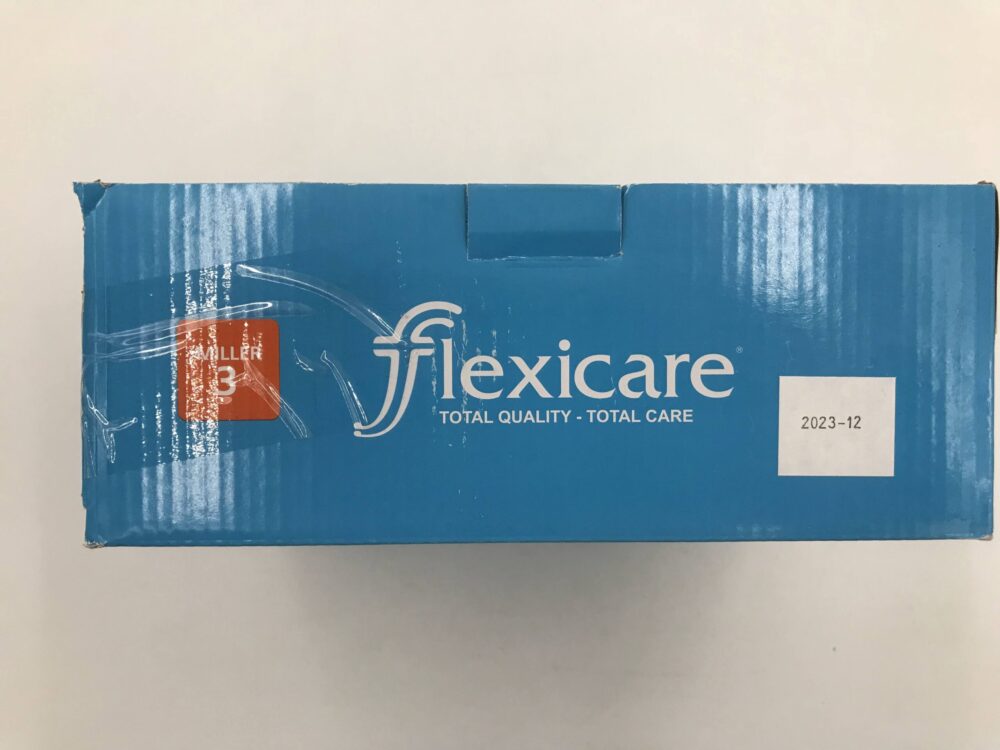 MILLER
3
flexicare®
TOTAL QUALITY - TOTAL CARE
2023-12